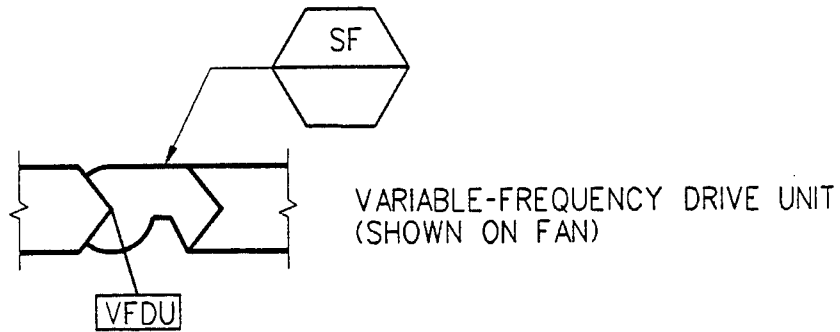 SF
VARIABLE-FREQUENCY DRIVE UNIT
(SHOWN ON FAN)
VFDU